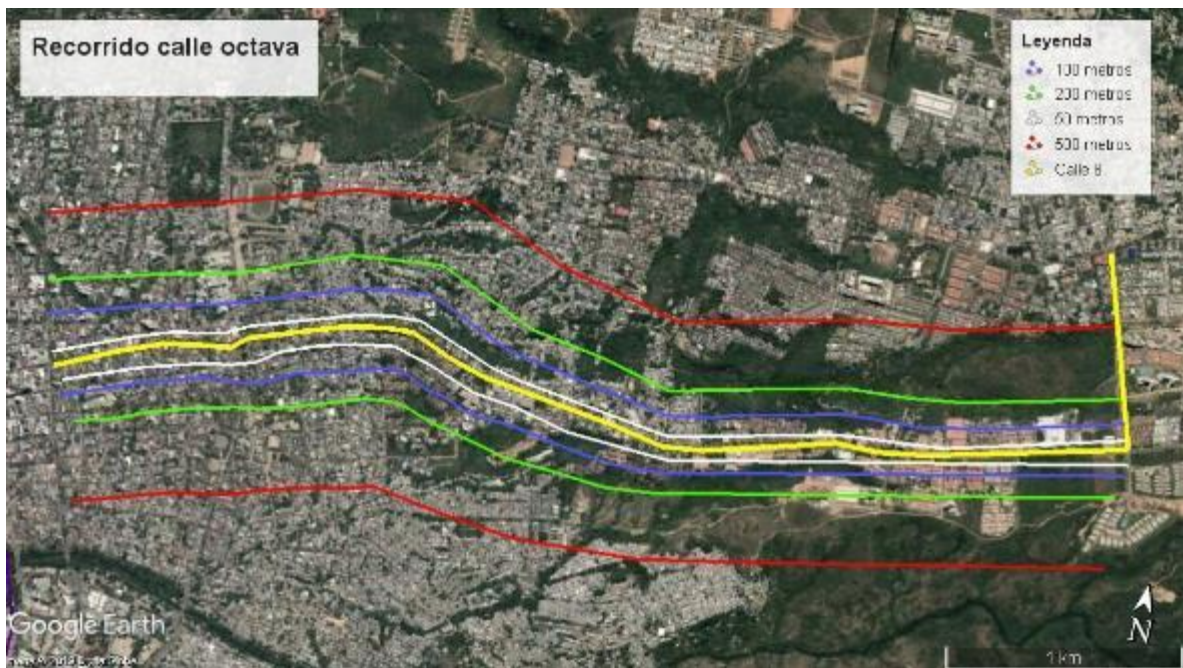 Recorrido calle octava
Leyenda
100 metros
200 metros
50 metros
500 metros
Calle 8
N
Google Earth
1 km